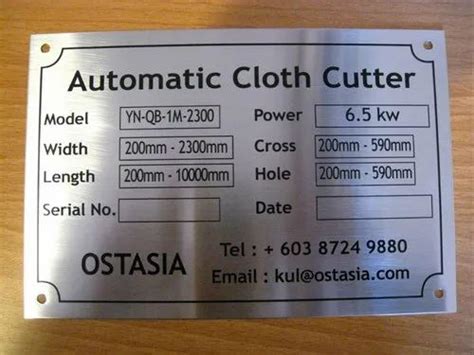 Automatic Cloth Cutter
Model YN-QB-1M-2300 Power 6.5 kw
Width 200mm - 2300mm Cross 200mm - 590mm
Length 200mm - 10000mm Hole 200mm - 590mm
Serial No. Date
Tel : + 603 8724 9880
OSTASIA Email : kul@ostasia.com